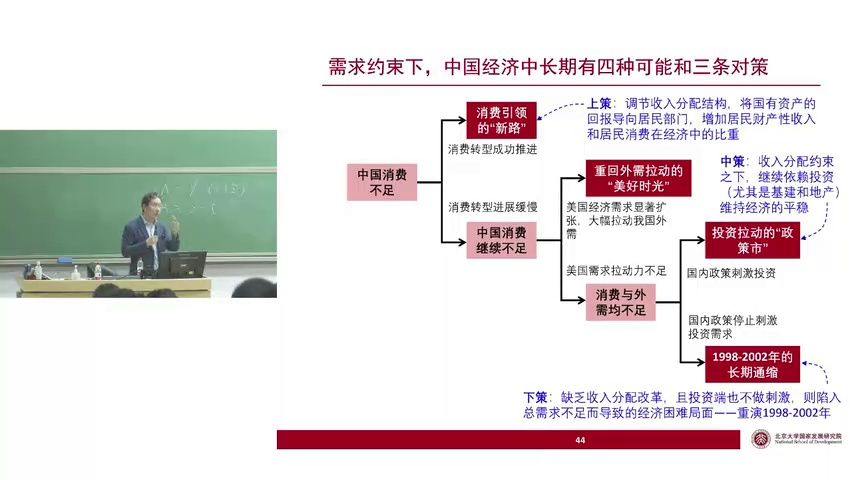 需求约束下，中国经济中长期有四种可能和三条对策
消费引领
的“新路”
上策：调节收入分配结构，将国有资产的
回报导向居民部门，增加居民财产性收入
和居民消费在经济中的比重
消费转型成功推进
中国消费
不足
重回外需拉动的
“美好时光”
中策：收入分配约束
之下，继续依赖投资
（尤其是基建和地产）
维持经济的平稳
消费转型进展缓慢
美国经济需求显著扩
张，大幅拉动我国外
需
中国消费
继续不足
投资拉动的“政
策市”
美国需求拉动力不足
国内政策刺激投资
消费与外
需均不足
国内政策停止刺激
投资需求
1998-2002年的
长期通缩
下策：缺乏收入分配改革，且投资端也不做刺激，则陷入
总需求不足而导致的经济困难局面——重演1998-2002年
44
北京大学国家发展研究院
National School of Development